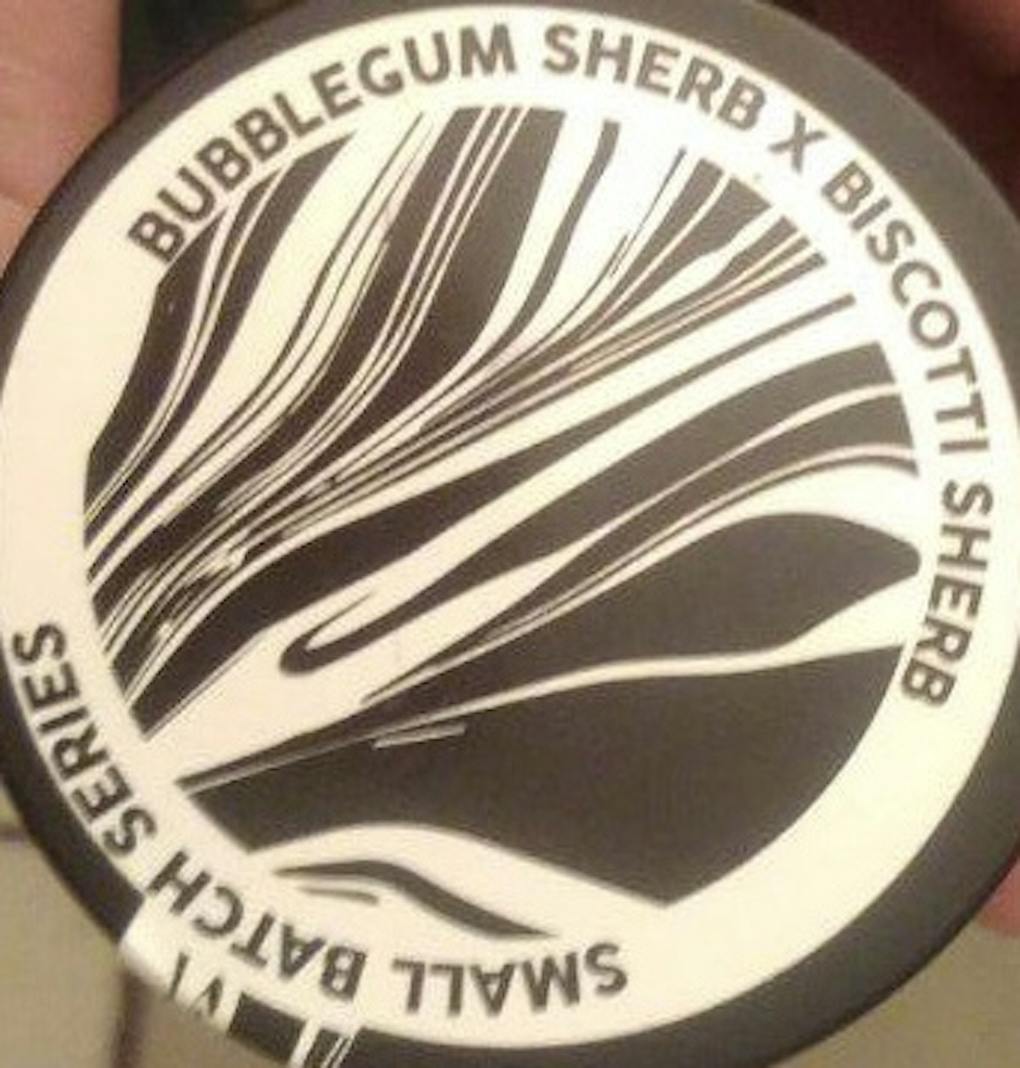 BUBBLEGUM SHERB X BISCOTTI SHERB
SMALL BATCH SERIES